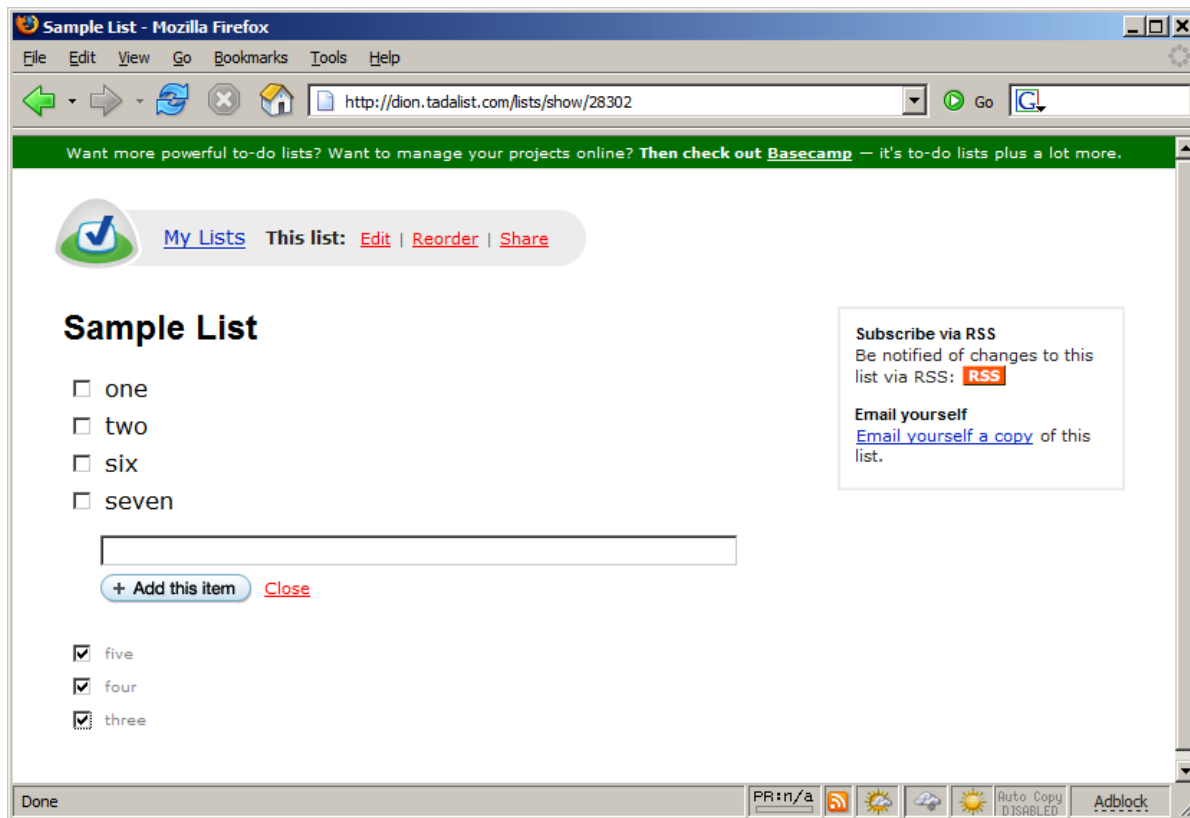 Sample List - Mozilla Firefox
File Edit View Go Bookmarks Tools Help
http://dion.tadalist.com/lists/show/28302 Go G
Want more powerful to-do lists? Want to manage your projects online? Then check out Basecamp — it's to-do lists plus a lot more.
My Lists This list: Edit | Reorder | Share
Sample List
one
two
six
seven
+ Add this item Close
five
four
three
Subscribe via RSS
Be notified of changes to this
list via RSS: RSS
Email yourself
Email yourself a copy of this
list.
Done PR:n/a Auto Copy Adblock
DISABLED